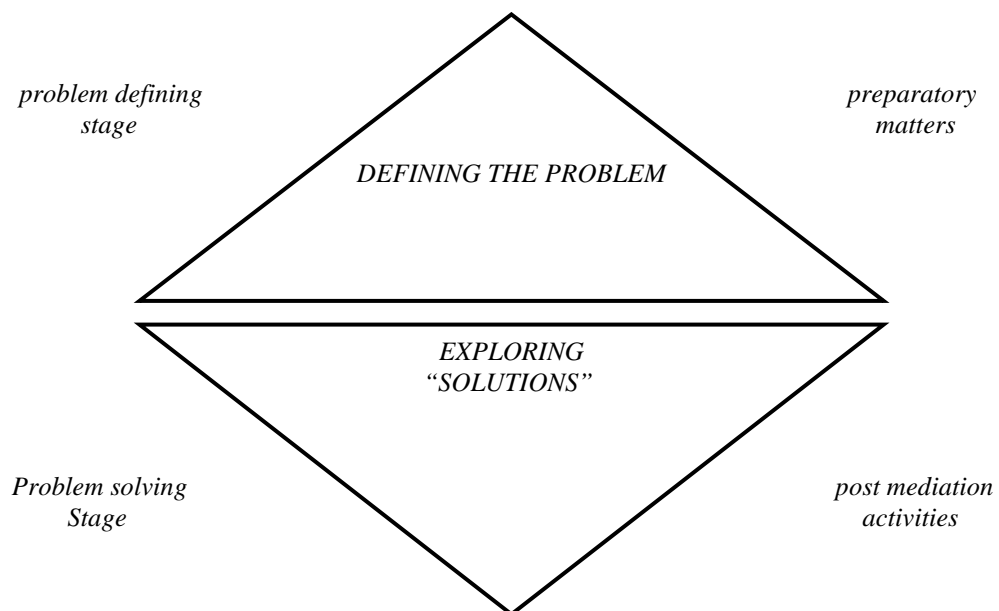 problem defining
stage
preparatory
matters
DEFINING THE PROBLEM
EXPLORING
“SOLUTIONS”
Problem solving
Stage
post mediation
activities